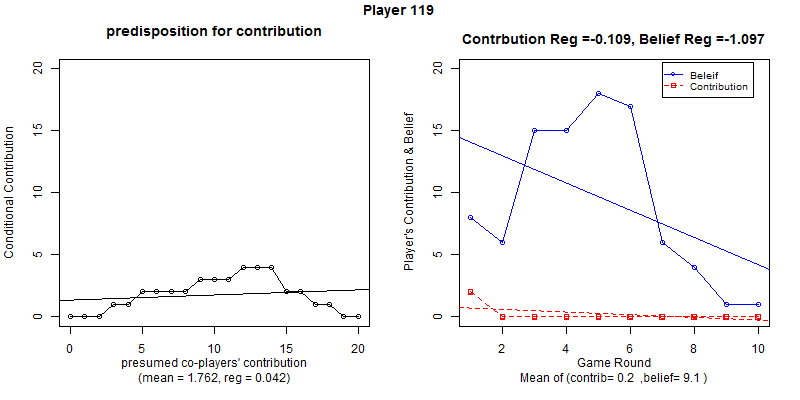 Player 119
predisposition for contribution
Conditional Contribution
20
15
10
5
0
0 5 10 15 20
presumed co-players' contribution
(mean = 1.762, reg = 0.042)
Contrbution Reg =-0.109, Belief Reg =-1.097
Player's Contribution & Belief
20
15
10
5
0
Beleif
Contribution
2 4 6 8 10
Game Round
Mean of (contrib= 0.2 ,belief= 9.1 )